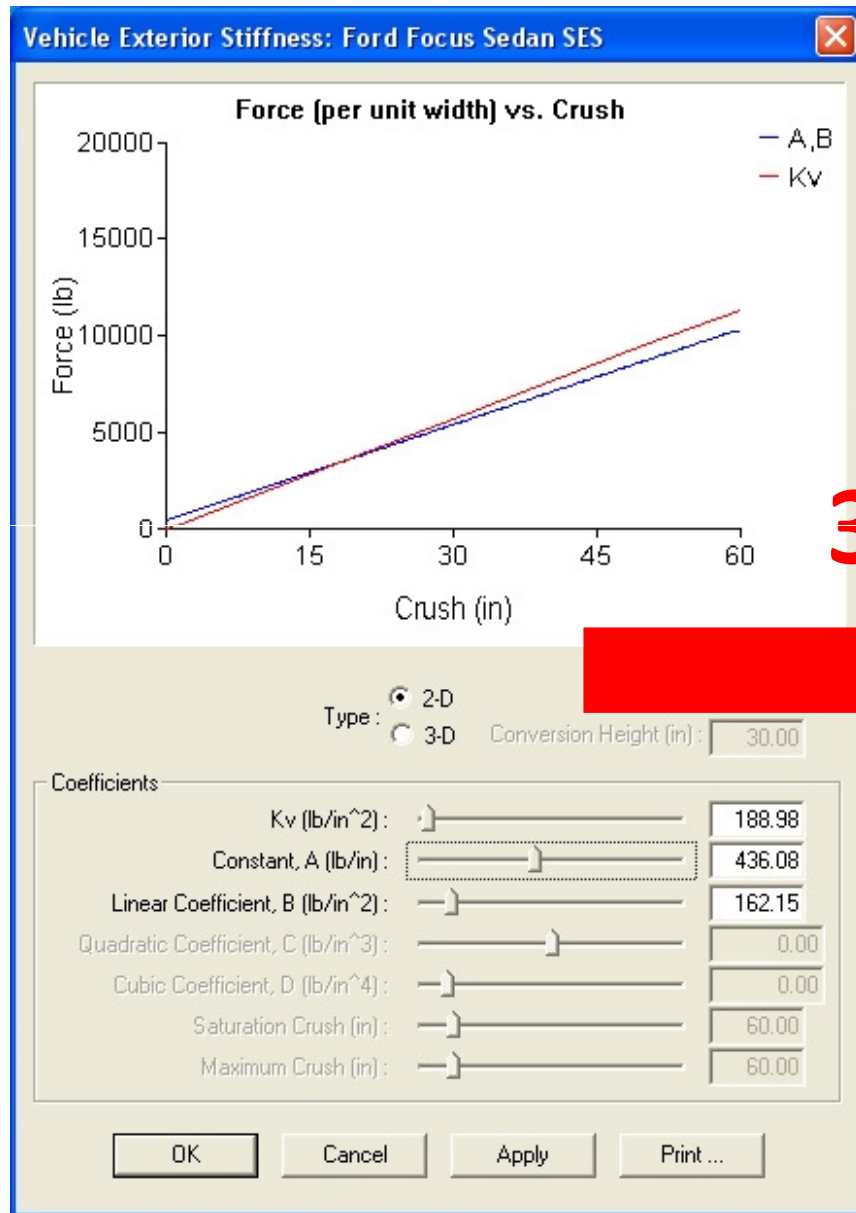 Vehicle Exterior Stiffness: Ford Focus Sedan SES
Force (per unit width) vs. Crush
A,B
Kv
20000
15000
10000
5000
0
Force (lb)
0 15 30 45 60
Crush (in)
3
Type : 2-D
3-D Conversion Height (in) : 30.00
Coefficients
Kv (lb/in^2) : 188.98
Constant, A (lb/in) : 436.08
Linear Coefficient, B (lb/in^2) : 162.15
Quadratic Coefficient, C (lb/in^3) : 0.00
Cubic Coefficient, D (lb/in^4) : 0.00
Saturation Crush (in) : 60.00
Maximum Crush (in) : 60.00
OK Cancel Apply Print ...